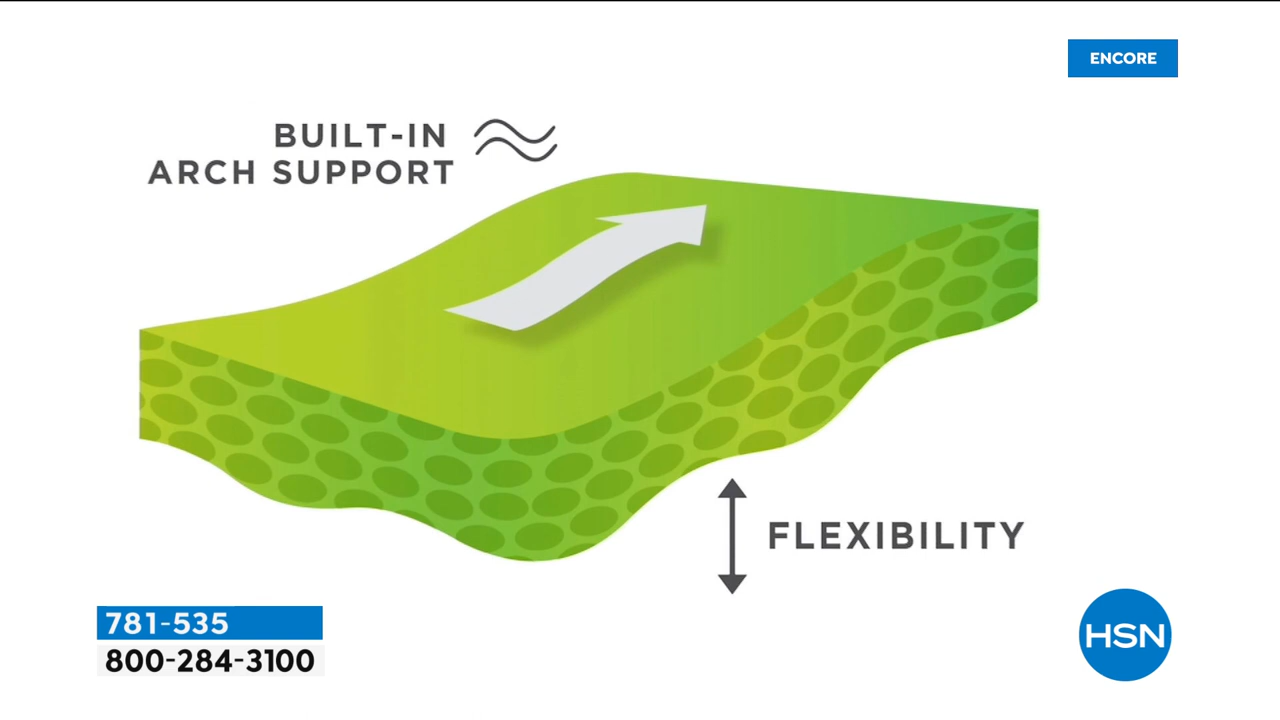 ENCORE
BUILT-IN
ARCH SUPPORT
FLEXIBILITY
781-535
800-284-3100
HSN